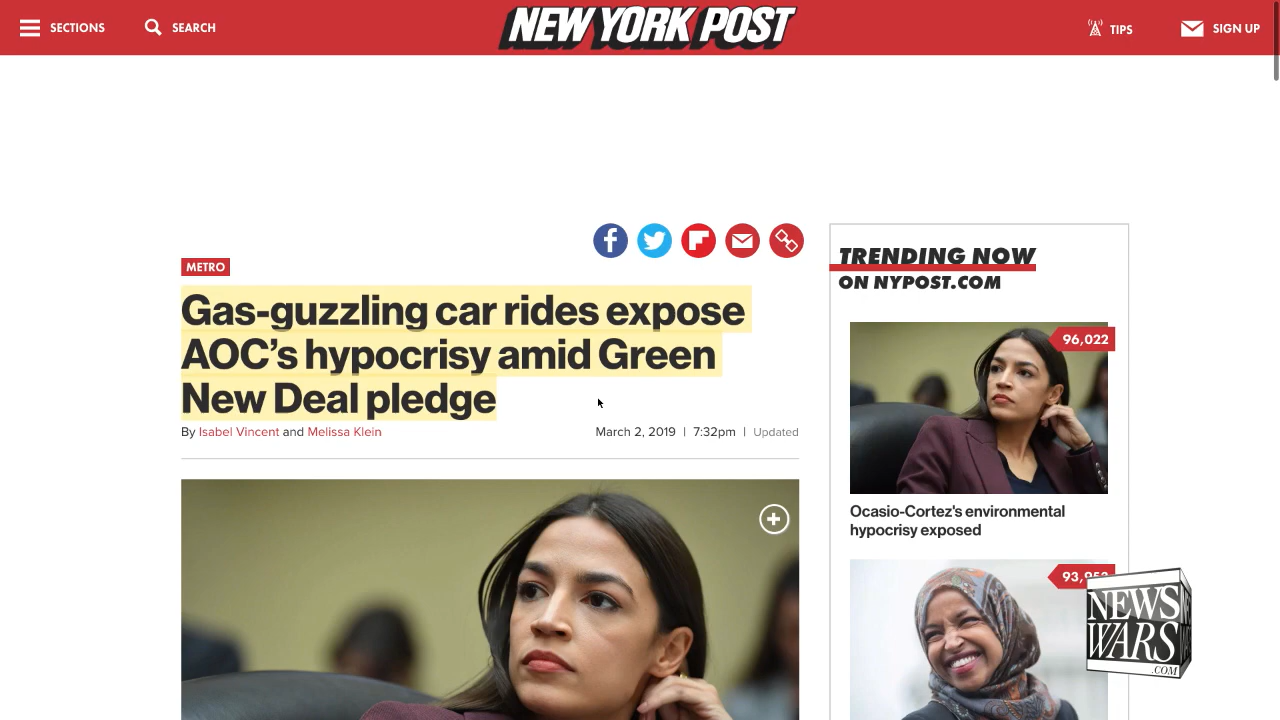 SECTIONS
SEARCH
NEW YORK POST
TIPS
SIGN UP
METRO
Gas-guzzling car rides expose
AOC’s hypocrisy amid Green
New Deal pledge
By Isabel Vincent and Melissa Klein
March 2, 2019 | 7:32pm | Updated
TRENDING NOW
ON NYPOST.COM
96,022
Ocasio-Cortez's environmental
hypocrisy exposed
NEWS
WARS
.COM